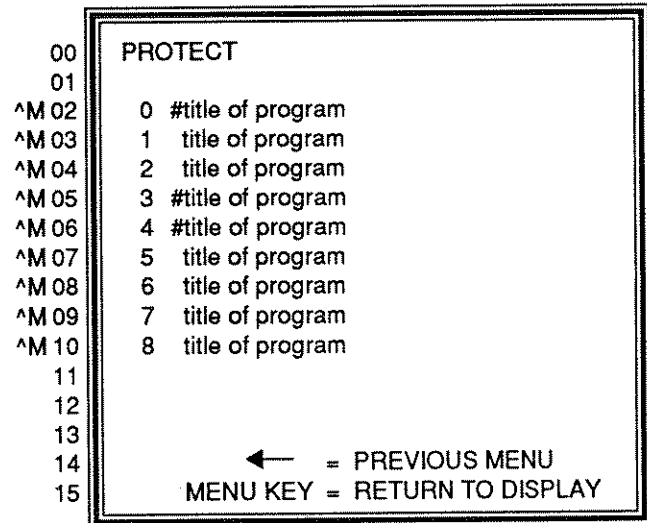 00 PROTECT
01
^M 02 0 #title of program
^M 03 1 title of program
^M 04 2 title of program
^M 05 3 #title of program
^M 06 4 #title of program
^M 07 5 title of program
^M 08 6 title of program
^M 09 7 title of program
^M 10 8 title of program
11
12
13
14 ← = PREVIOUS MENU
15 MENU KEY = RETURN TO DISPLAY